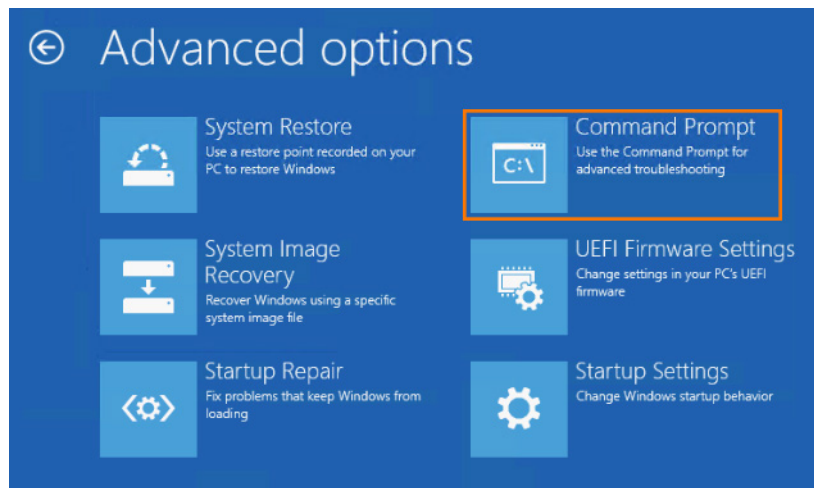 Advanced options
System Restore
Use a restore point recorded on your
PC to restore Windows
Command Prompt
Use the Command Prompt for
advanced troubleshooting
C:\
System Image
Recovery
Recover Windows using a specific
system image file
UEFI Firmware Settings
Change settings in your PC's UEFI
firmware
Startup Repair
Fix problems that keep Windows from
loading
Startup Settings
Change Windows startup behavior